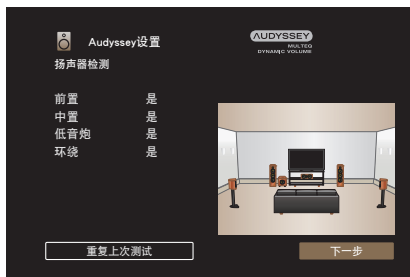 Audyssey设置
AUDYSSEY
MULTEQ
DYNAMIC VOLUME
扬声器检测
前置 是
中置 是
低音炮 是
环绕 是
重复上次测试
下一步